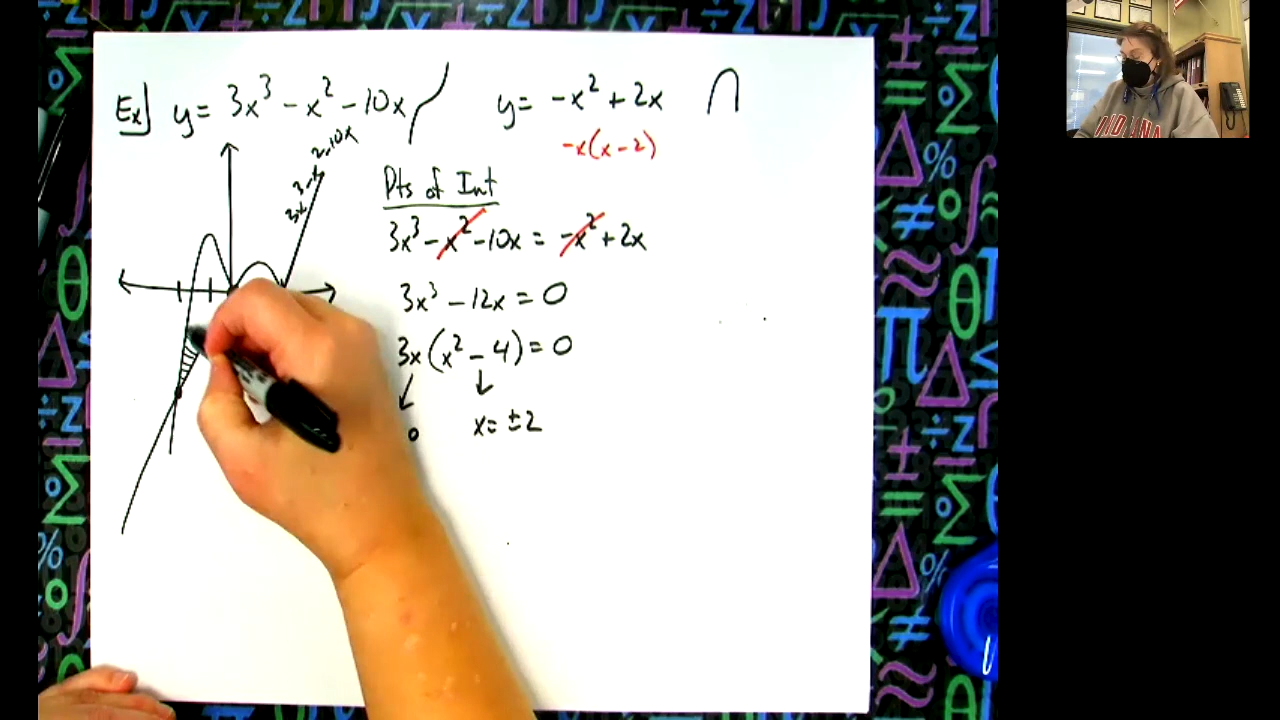 Ex] y= 3x³ - x² - 10x
y= -x² + 2x
-x(x-2)
Pts of Int
3x³ - x² - 10x = -x² + 2x
3x³ - 12x = 0
3x(x² - 4) = 0
0 x= ±2
INDIANA